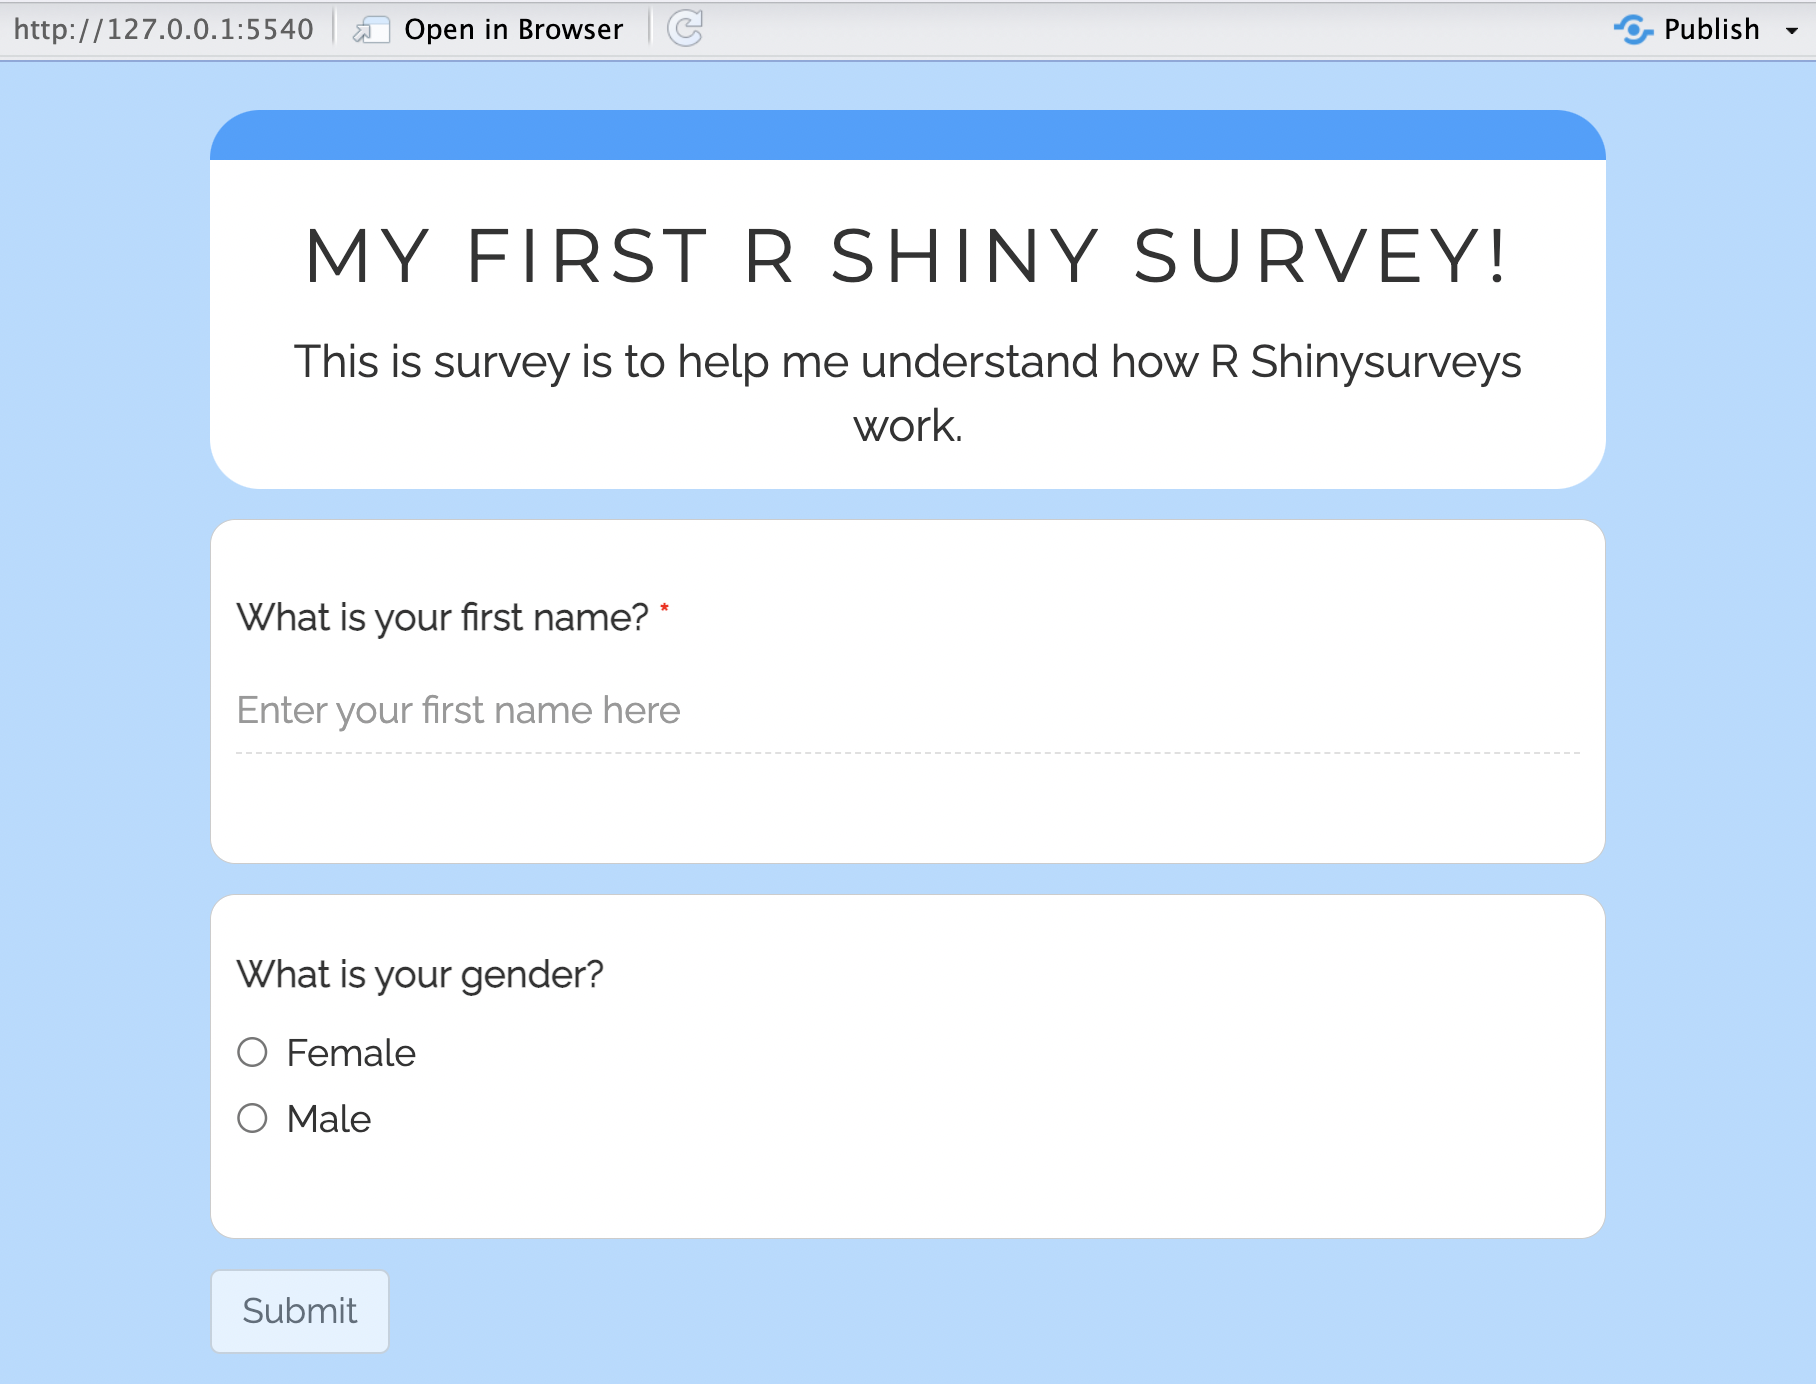 http://127.0.0.1:5540 Open in Browser Publish
MY FIRST R SHINY SURVEY!
This is survey is to help me understand how R Shinysurveys
work.
What is your first name? *
Enter your first name here
What is your gender?
Female
Male
Submit